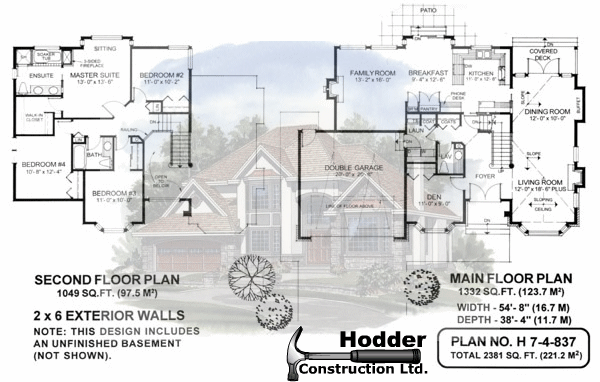 SITTING
SOAKER
TUB
3-SIDED
FIREPLACE
ENSUITE
MASTER SUITE
13'-0" x 13'-6"
BEDROOM #2
11'-0" x 10'-2"
WALK-IN
CLOSET
RAILING
DN
BATH
BEDROOM #4
10'-8" x 12'-4"
BEDROOM #3
11'-0" x 10'-0"
OPEN
TO
BELOW
SECOND FLOOR PLAN
1049 SQ.FT. (97.5 M²)
2 x 6 EXTERIOR WALLS
NOTE: THIS DESIGN INCLUDES
AN UNFINISHED BASEMENT
(NOT SHOWN).
PATIO
DN
FAMILY ROOM
13'-2" x 16'-0"
BREAKFAST
9'-4" x 12'-6"
KITCHEN
11'-6" x 12'-6"
COVERED
DECK
DN
PHONE
DESK
PANTRY
SLOPE
BUFFET
DINING ROOM
12'-0" x 10'-0"
LAUN
COATS
DOUBLE GARAGE
20'-2" x 20'-6"
LINE OF FLOOR ABOVE
LAV
UP
FOYER
DEN
11'-0" x 9'-0"
DN
SLOPE
LIVING ROOM
12'-0" x 16'-6" PLUS
SLOPING
CEILING
MAIN FLOOR PLAN
1332 SQ.FT. (123.7 M²)
WIDTH - 54'- 8" (16.7 M)
DEPTH - 38'- 4" (11.7 M)
PLAN NO. H 7-4-837
TOTAL 2381 SQ. FT. (221.2 M²)
Hodder
Construction Ltd.